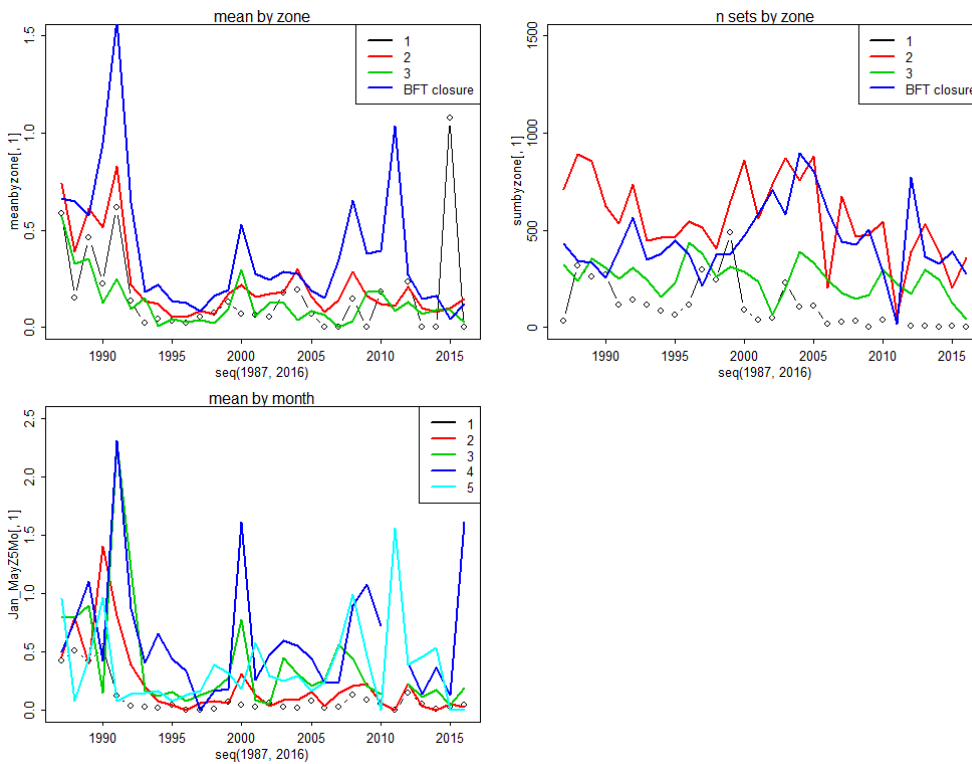 mean by zone
meanbyzone[, 1]
1.5
1.0
0.5
0.0
1
2
3
BFT closure
1990 1995 2000 2005 2010 2015
seq(1987, 2016)
n sets by zone
sumbyzone[, 1]
1500
1000
500
0
1
2
3
BFT closure
1990 1995 2000 2005 2010 2015
seq(1987, 2016)
mean by month
Jan_MayZ5Mo[, 1]
2.5
2.0
1.5
1.0
0.5
0.0
1
2
3
4
5
1990 1995 2000 2005 2010 2015
seq(1987, 2016)